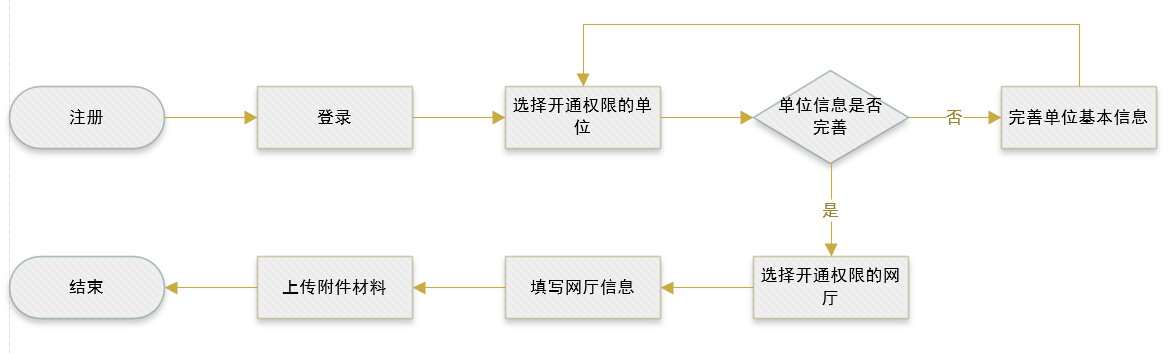 注册
登录
选择开通权限的单
位
单位信息是否
完善
否
完善单位基本信息
是
结束
上传附件材料
填写网厅信息
选择开通权限的网
厅